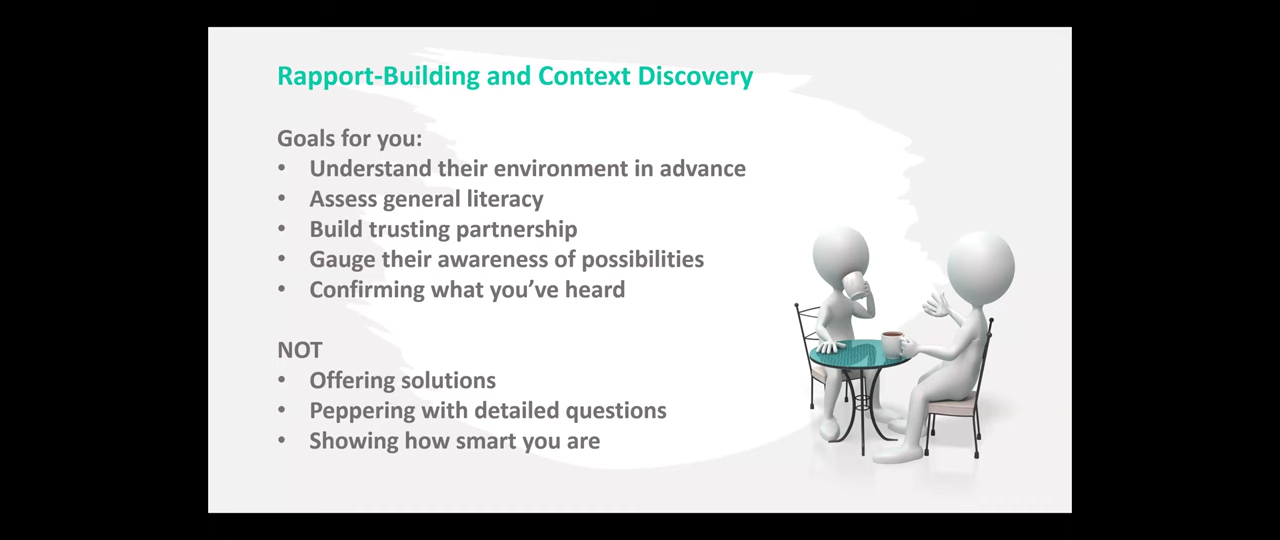 Rapport-Building and Context Discovery
Goals for you:
• Understand their environment in advance
• Assess general literacy
• Build trusting partnership
• Gauge their awareness of possibilities
• Confirming what you’ve heard
NOT
• Offering solutions
• Peppering with detailed questions
• Showing how smart you are